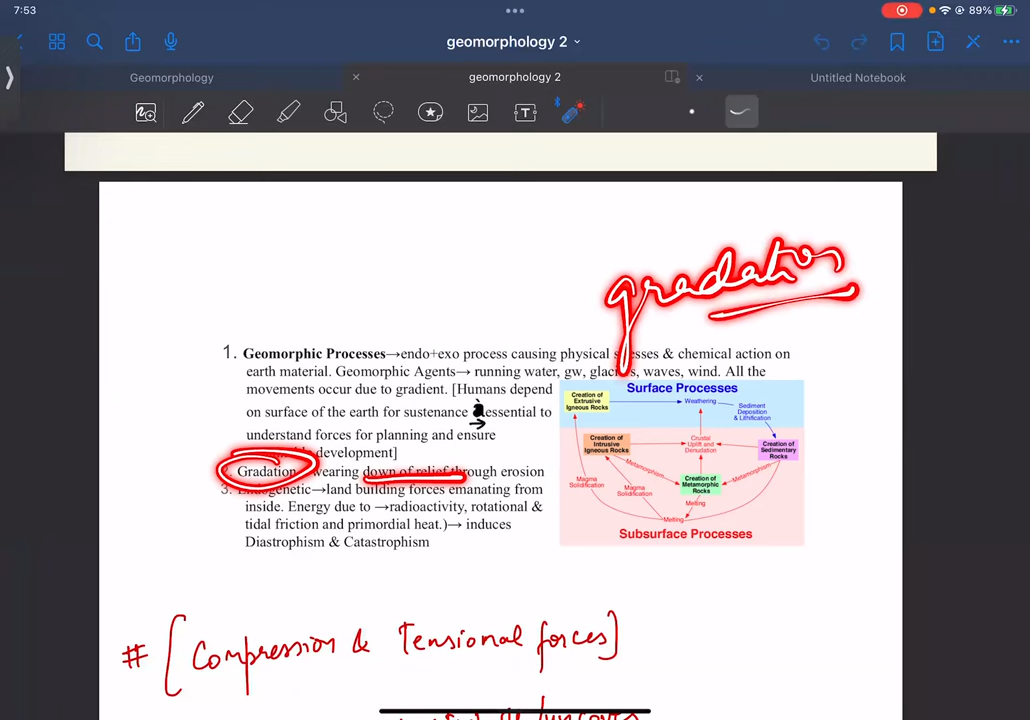 7:53
89%
geomorphology 2
Geomorphology
geomorphology 2
Untitled Notebook
gradation
1. Geomorphic Processes→endo+exo process causing physical stresses & chemical action on
earth material. Geomorphic Agents→ running water, gw, glaciers, waves, wind. All the
movements occur due to gradient. [Humans depend
on surface of the earth for sustenance à essential to
understand forces for planning and ensure
development]
Gradation wearing down of relief through erosion
3. Endogenetic→land building forces emanating from
inside. Energy due to →radioactivity, rotational &
tidal friction and primordial heat.)→ induces
Diastrophism & Catastrophism
Surface Processes
Creation of
Extrusive
Igneous Rocks
Weathering
Sediment
Deposition
& Lithification
Creation of
Intrusive
Igneous Rocks
Crustal
Uplift and
Denudation
Creation of
Sedimentary
Rocks
Metamorphism
Metamorphism
Creation of
Metamorphic
Rocks
Magma
Solidification
Magma
Solidification
Melting
Melting
Subsurface Processes
# [Compression & Tensional forces]